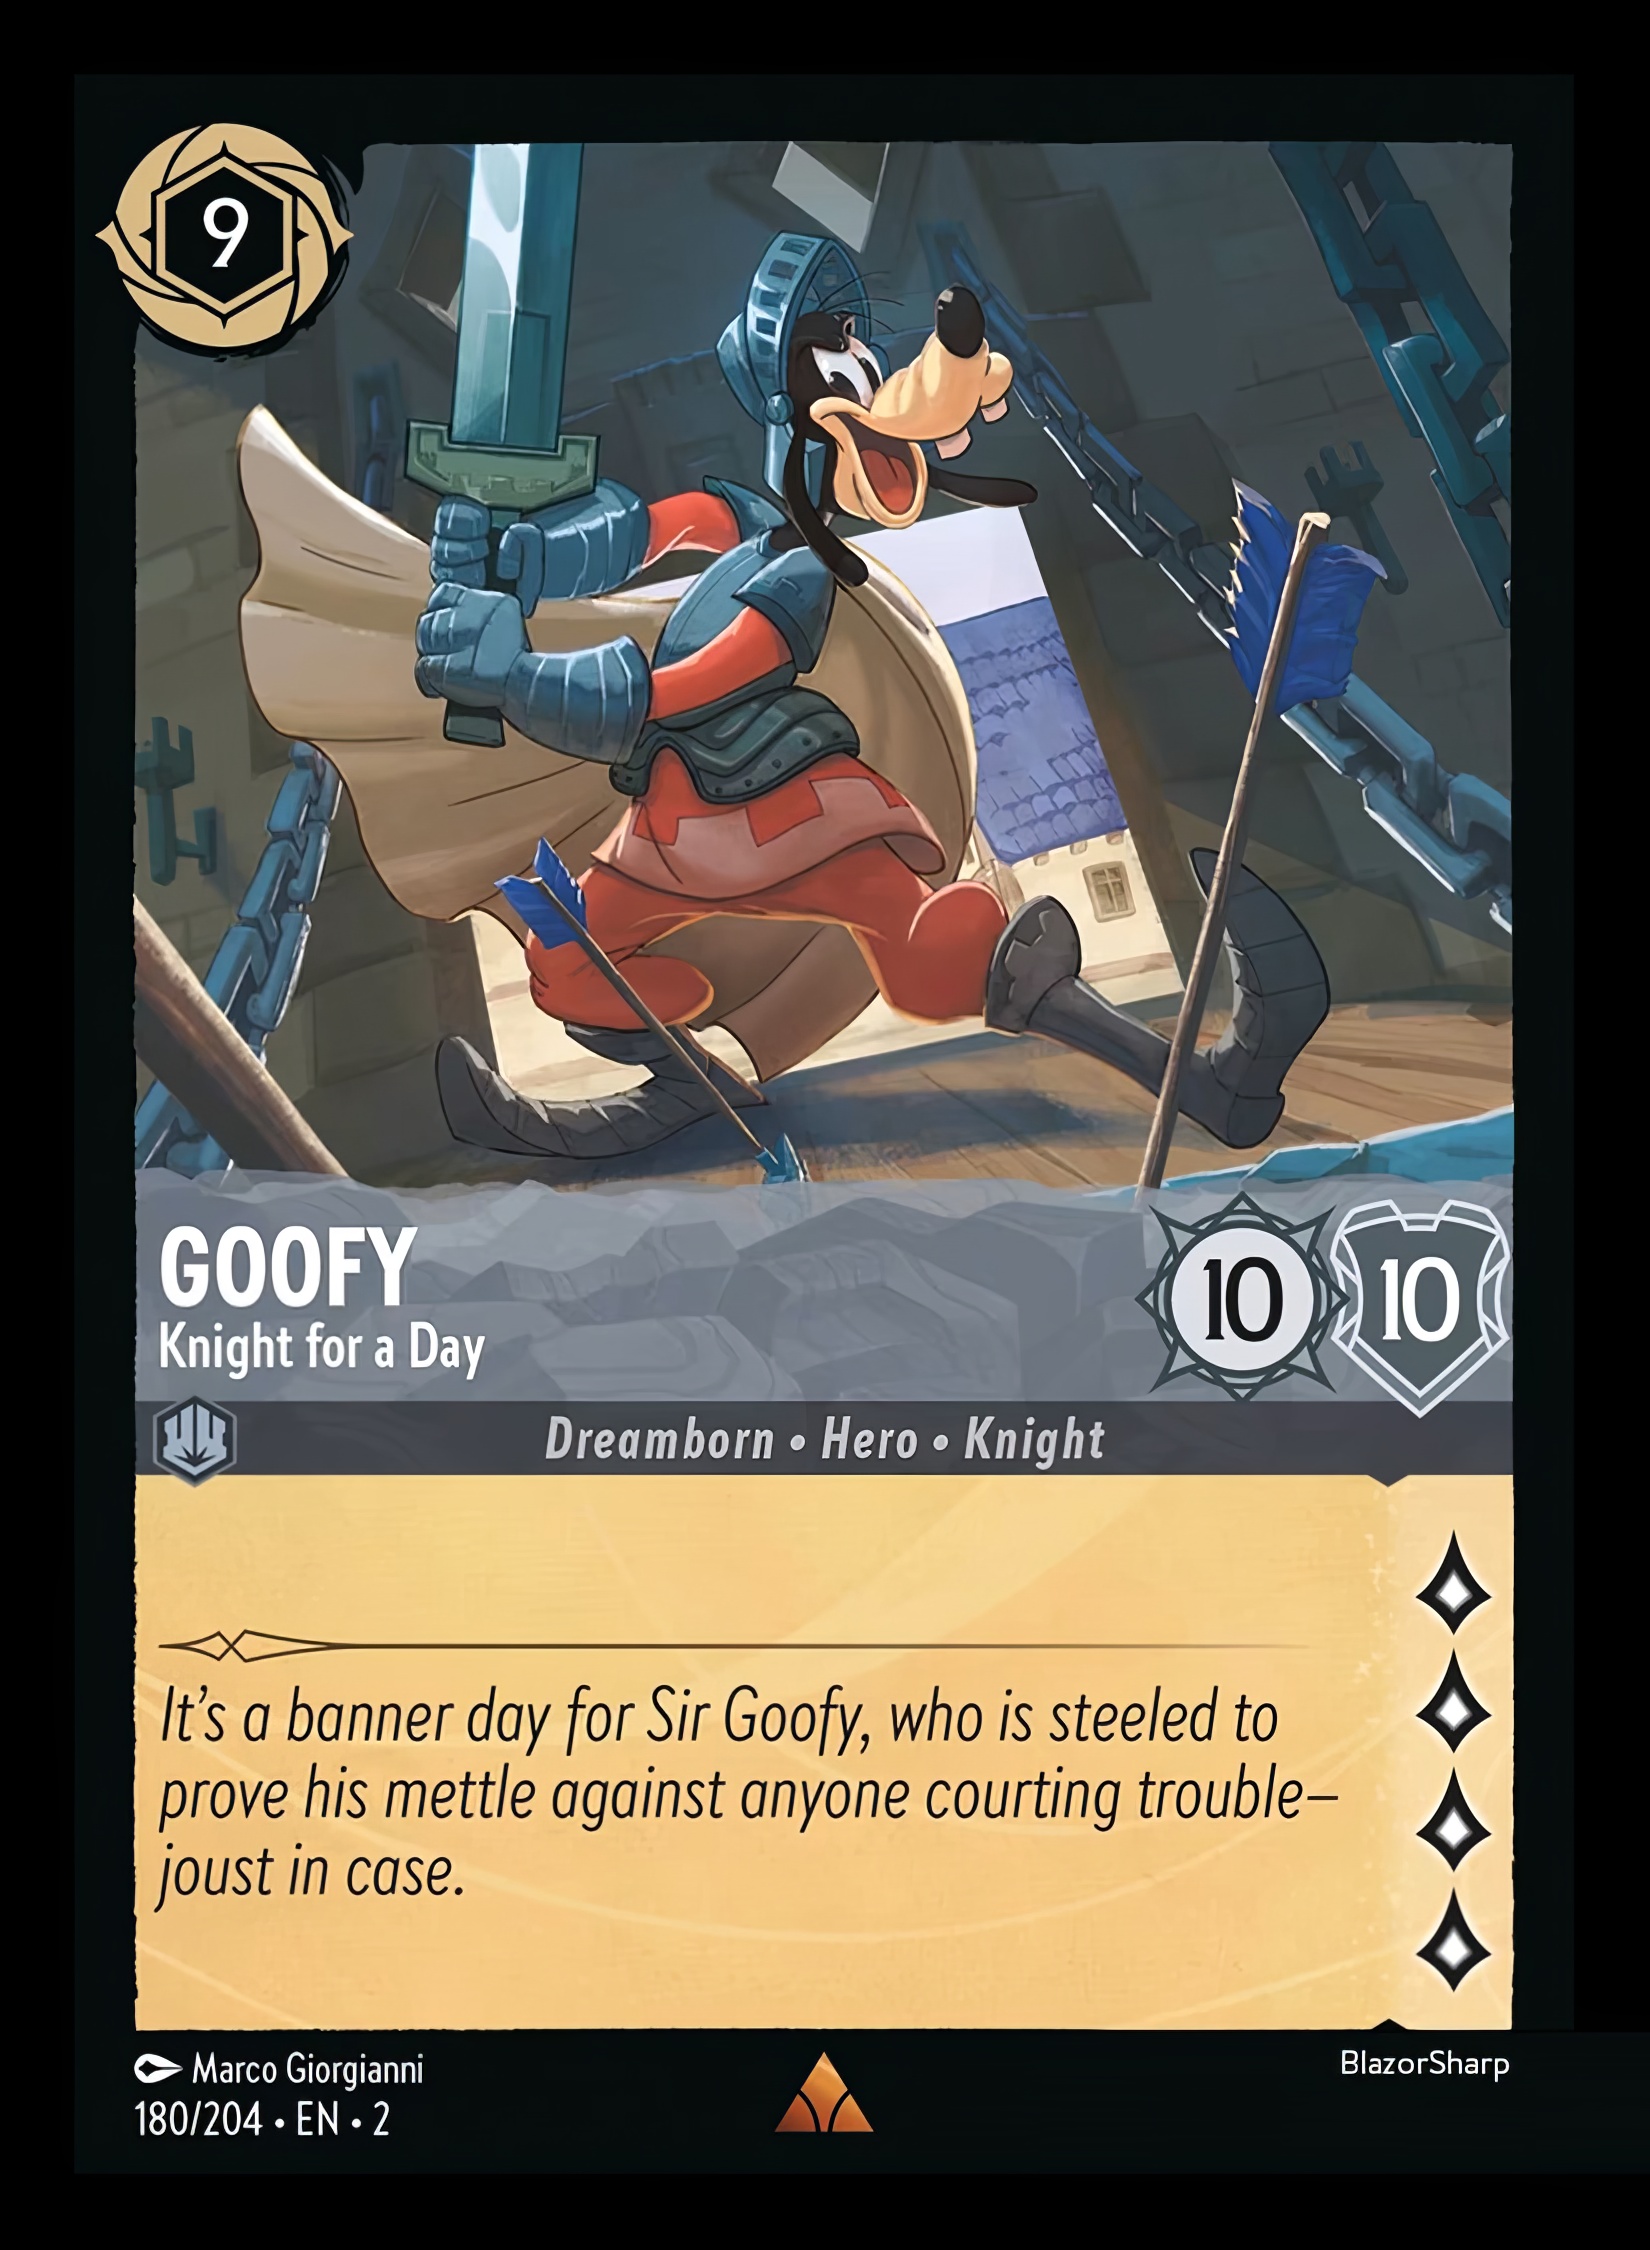 9
GOOFY
Knight for a Day
10
10
Dreamborn • Hero • Knight
It's a banner day for Sir Goofy, who is steeled to
prove his mettle against anyone courting trouble–
joust in case.
Marco Giorgianni
BlazorSharp
180/204 • EN • 2